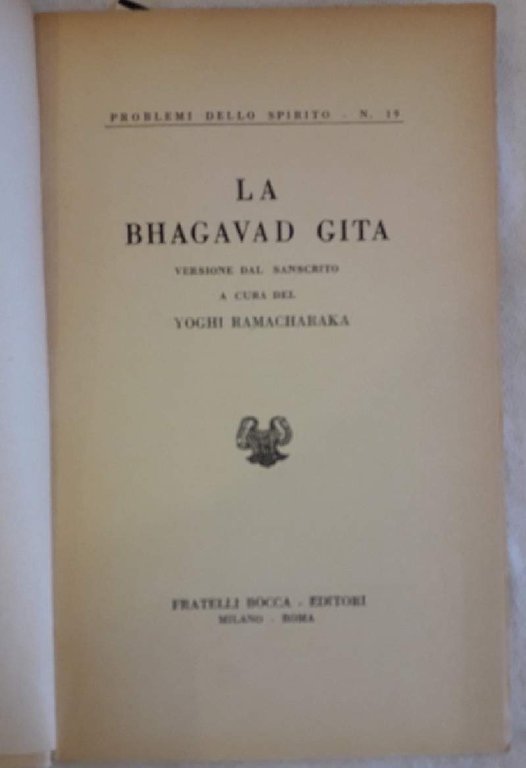 PROBLEMI DELLO SPIRITO - N. 19
LA
BHAGAVAD GITA
VERSIONE DAL SANSCRITO
A CURA DEL
YOGHI RAMACHARAKA
FRATELLI BOCCA - EDITORI
MILANO - ROMA